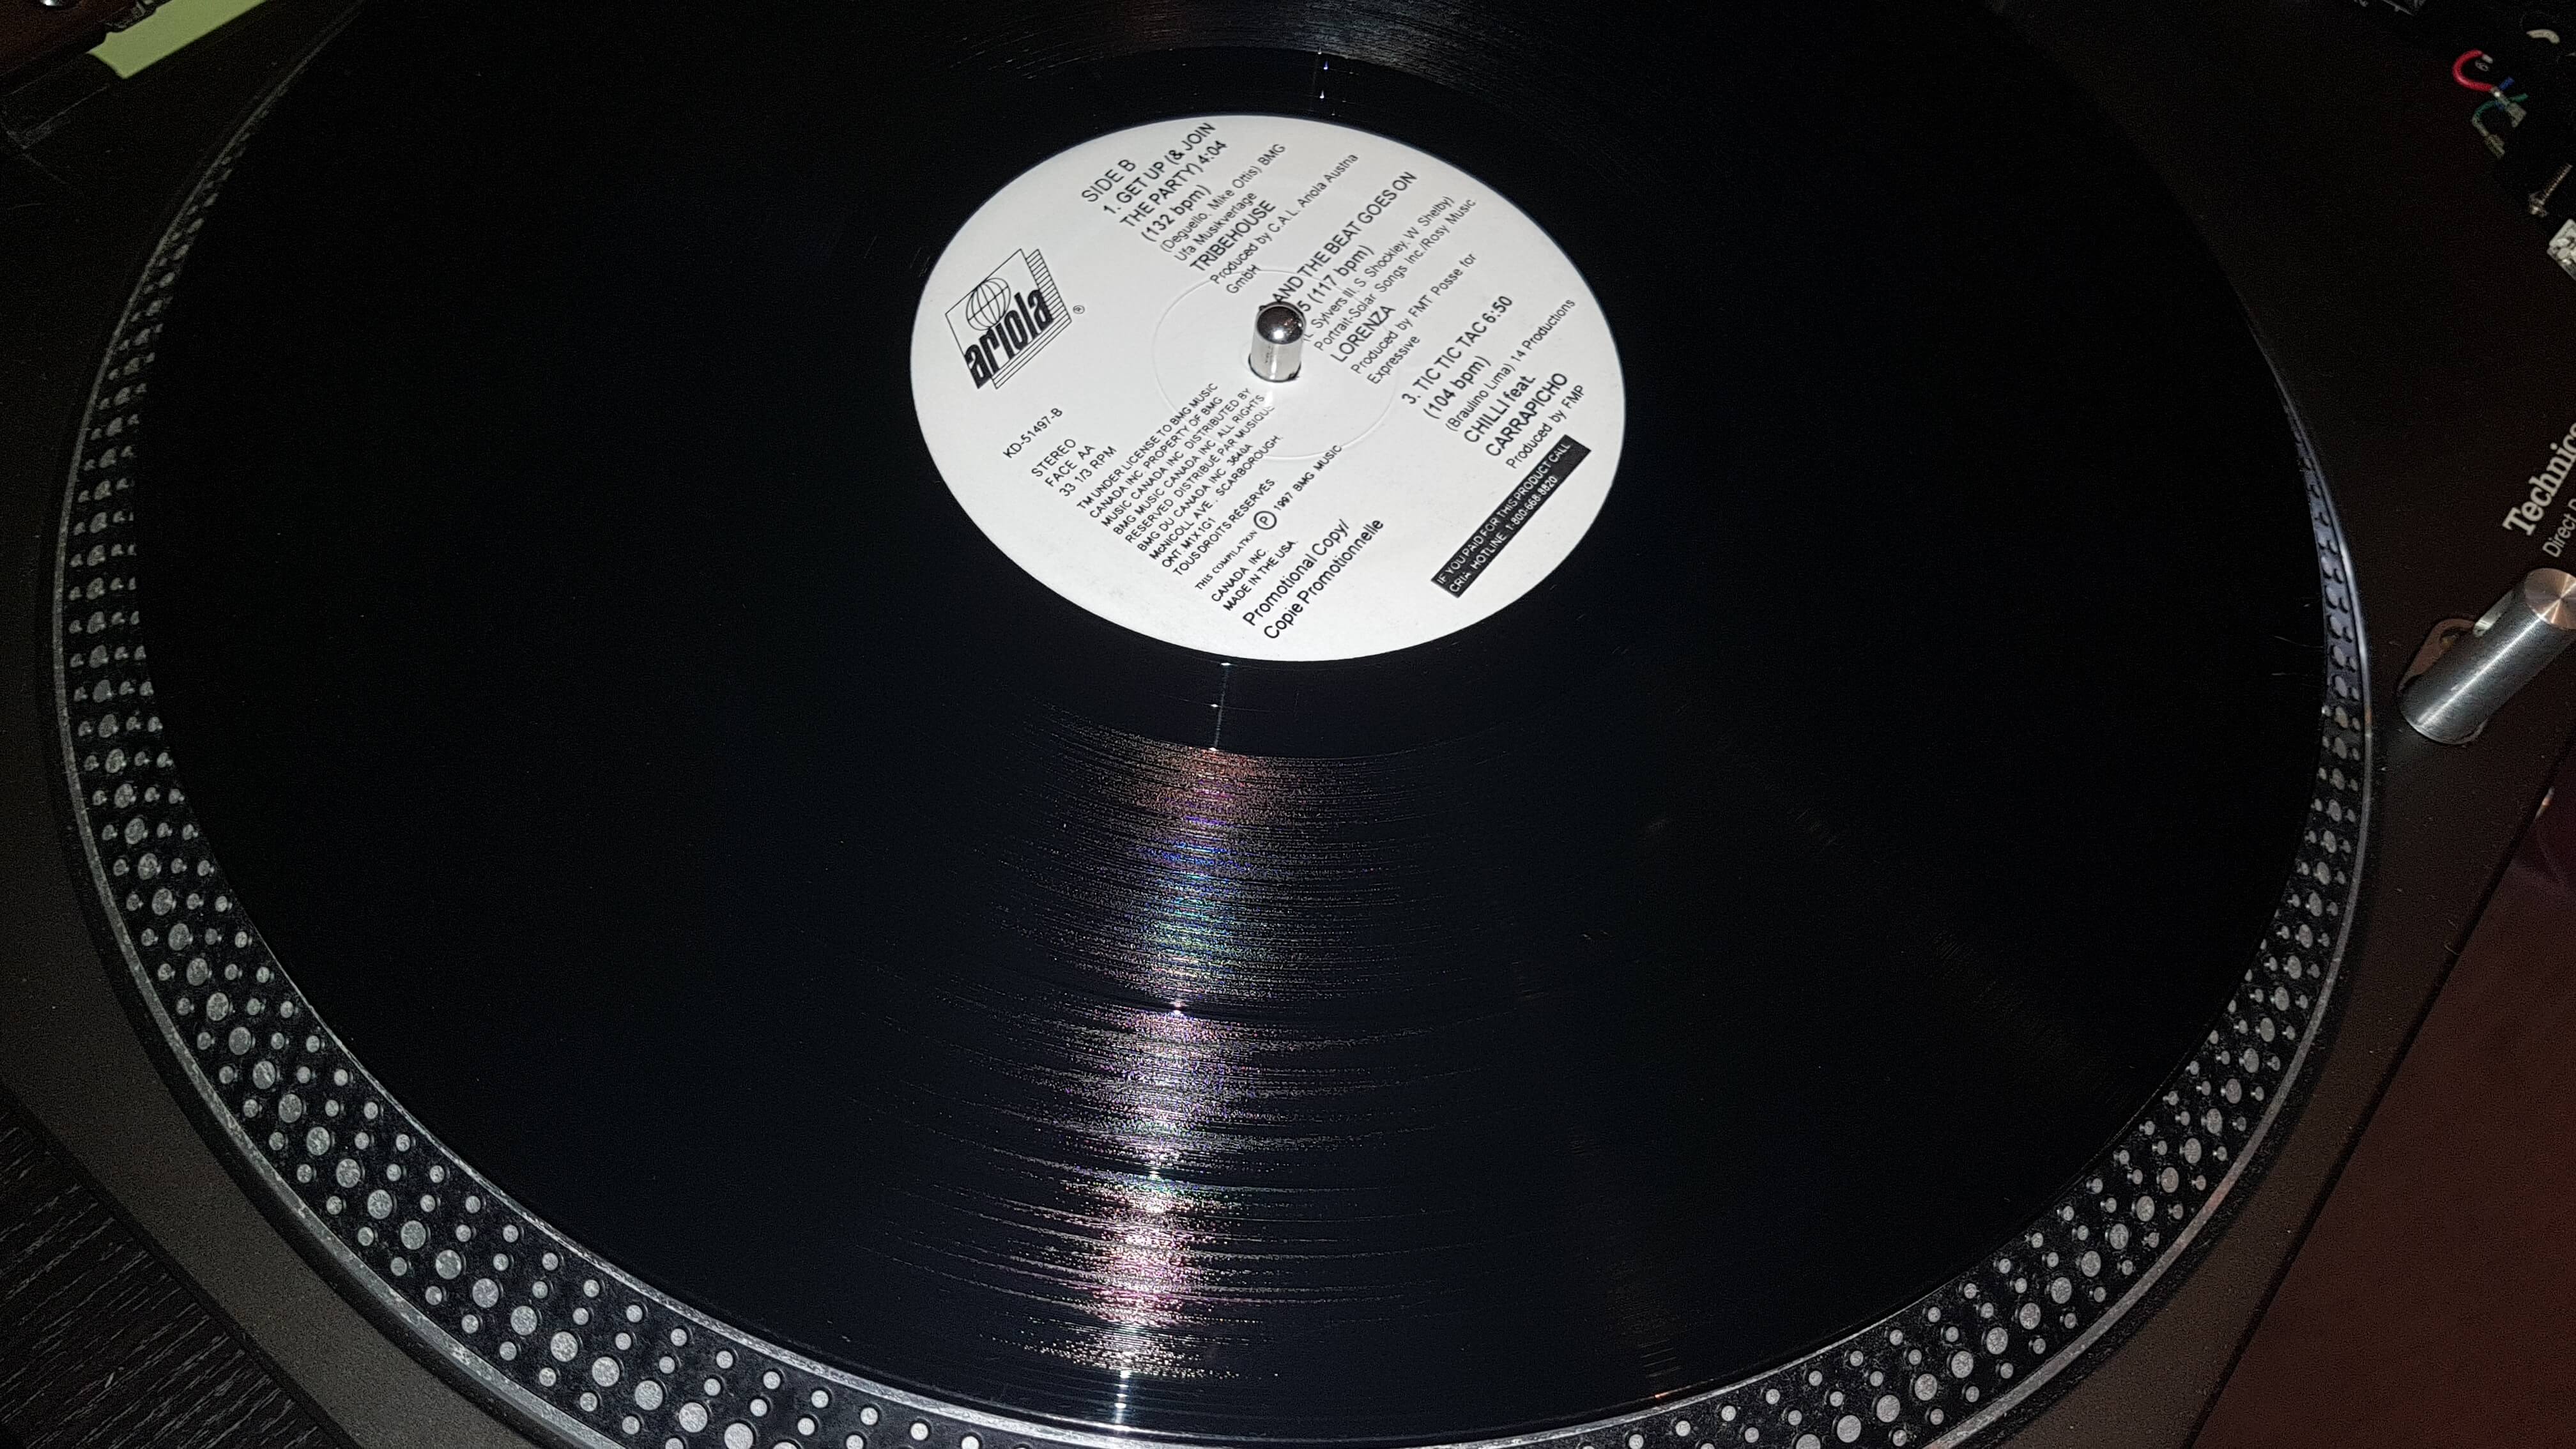 ariola
®
SIDE B
1. GET UP (& JOIN
THE PARTY) 4:04
(132 bpm)
(Deguello, Mike Ottis) BMG
Ufa Musikverlage
TRIBEHOUSE
Produced by C.A.L. Ariola Austria
GmbH
AND THE BEAT GOES ON
(117 bpm)
Sylvers III, S. Shockley, W. Shelby)
Portrait-Solar Songs Inc./Rosy Music
LORENZA
Produced by FMT Posse for
Expressive
3. TIC TIC TAC 6:50
(104 bpm)
(Braulino Lima) 14 Productions
CHILLI feat.
CARRAPICHO
Produced by FMP
KD-51497-B
STEREO
FACE AA
33 1/3 RPM
TM UNDER LICENSE TO BMG MUSIC
CANADA INC. PROPERTY OF BMG
MUSIC CANADA INC. DISTRIBUTED BY
BMG MUSIC CANADA INC. ALL RIGHTS
RESERVED. DISTRIBUÉ PAR MUSIQUE
BMG DU CANADA INC. 3640A
McNICOLL AVE., SCARBOROUGH,
ONT. M1X1G1
TOUS DROITS RÉSERVÉS
THIS COMPILATION Ⓟ 1997 BMG MUSIC
CANADA INC.
MADE IN THE USA.
Promotional Copy/
Copie Promotionnelle
IF YOU PAID FOR THIS PRODUCT CALL
CRIA HOTLINE 1-800-668-8820
Technics
Direct